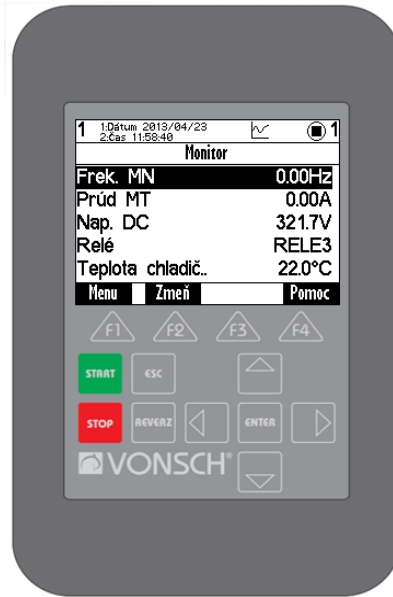 1 1:Dátum 2013/04/23 1
2:Čas 11:58:40
Monitor
Frek. MN 0.00Hz
Prúd MT 0.00A
Nap. DC 321.7V
Relé RELE3
Teplota chladič.. 22.0°C
Menu Zmeň Pomoc
F1 F2 F3 F4
START ESC
STOP REVERZ ENTER
VONSCH®